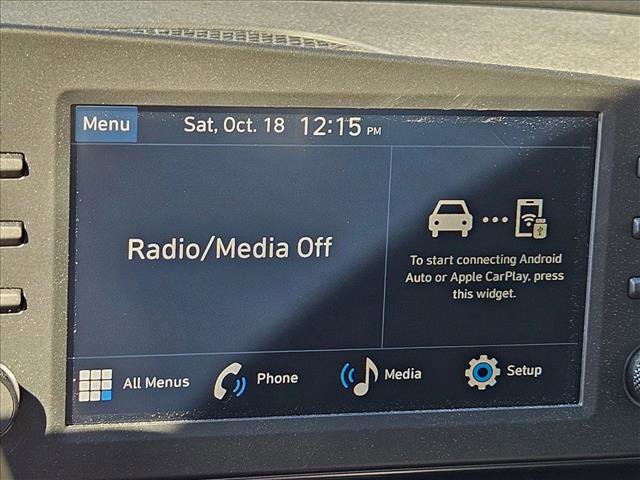 Menu Sat, Oct. 18 12:15 PM
Radio/Media Off
To start connecting Android
Auto or Apple CarPlay, press
this widget.
All Menus Phone Media Setup